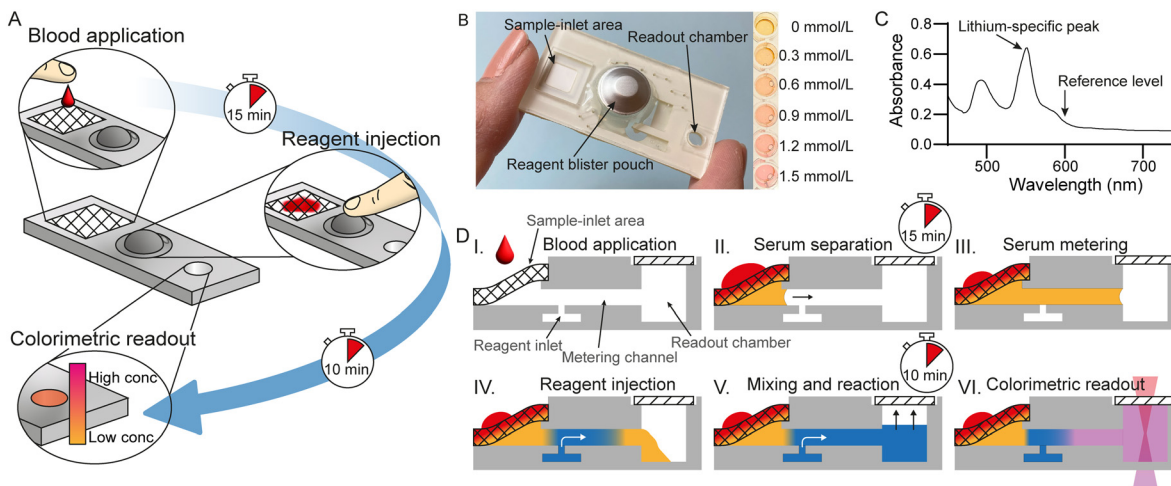 A
Blood application
15 min
Reagent injection
Colorimetric readout
High conc
Low conc
10 min
B
Sample-inlet area
Readout chamber
Reagent blister pouch
0 mmol/L
0.3 mmol/L
0.6 mmol/L
0.9 mmol/L
1.2 mmol/L
1.5 mmol/L
C
Lithium-specific peak
Reference level
Absorbance
0.8
0.6
0.4
0.2
0.0
500
600
700
Wavelength (nm)
D
Sample-inlet area
I.
Blood application
Reagent inlet
Metering channel
Readout chamber
II.
Serum separation
15 min
III.
Serum metering
IV.
Reagent injection
V.
Mixing and reaction
10 min
VI.
Colorimetric readout